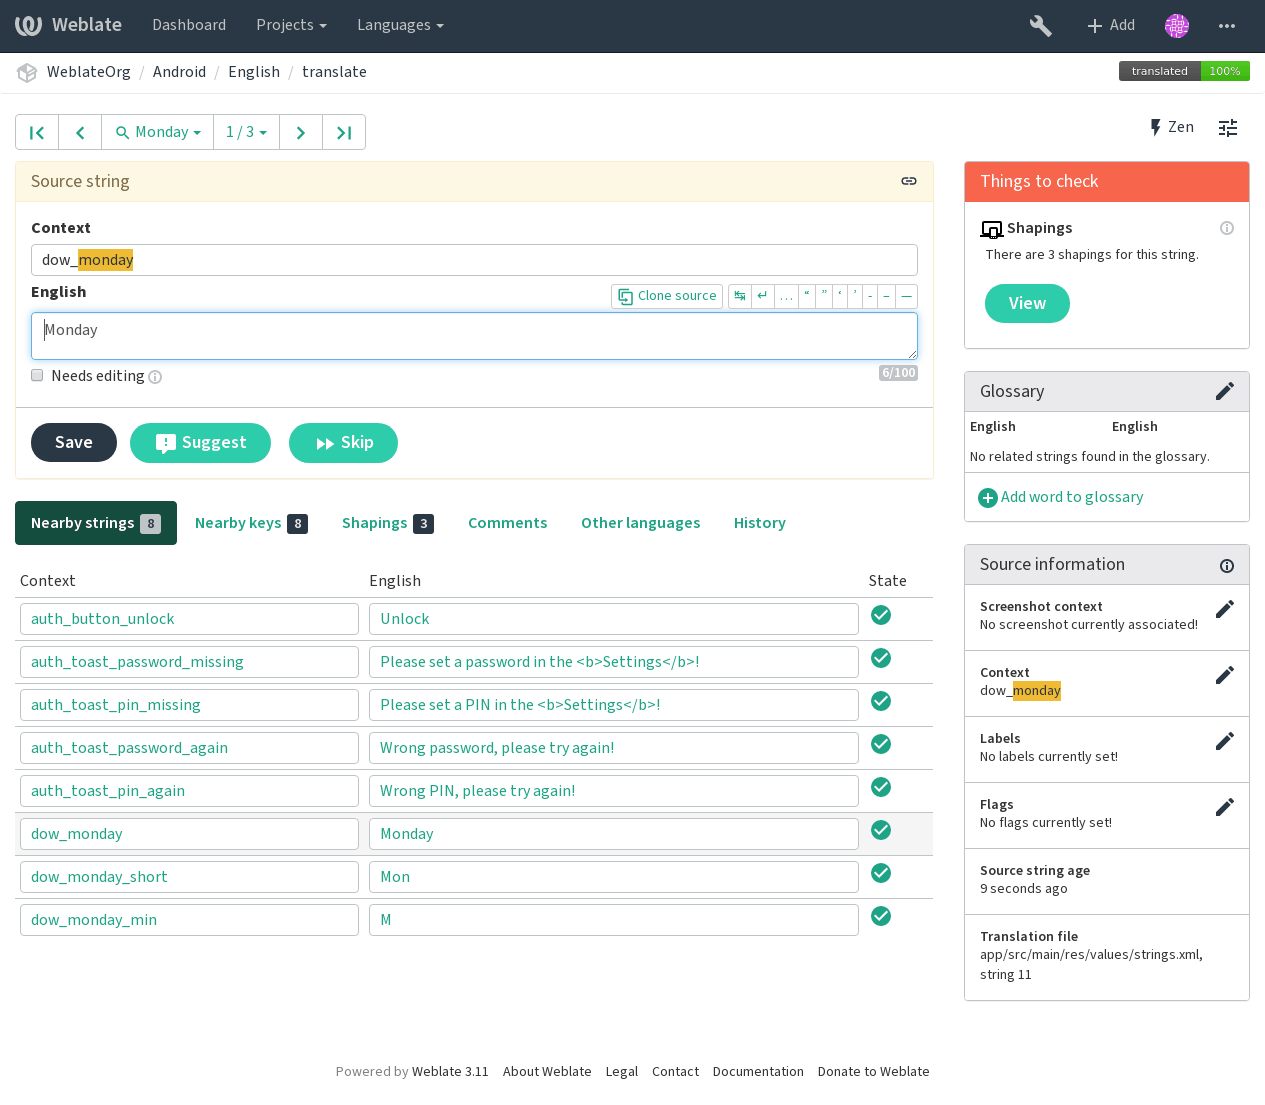 Weblate Dashboard Projects Languages Add
WeblateOrg / Android / English / translate
translated 100%
Monday 1 / 3
Zen
Source string
Context
dow_monday
English
Clone source ↹ ↵ … “ ” ‘ ’ - – —
Monday
Needs editing
6/100
Save Suggest Skip
Nearby strings 8 Nearby keys 8 Shapings 3 Comments Other languages History
Context English State
auth_button_unlock Unlock
auth_toast_password_missing Please set a password in the <b>Settings</b>!
auth_toast_pin_missing Please set a PIN in the <b>Settings</b>!
auth_toast_password_again Wrong password, please try again!
auth_toast_pin_again Wrong PIN, please try again!
dow_monday Monday
dow_monday_short Mon
dow_monday_min M
Things to check
Shapings
There are 3 shapings for this string.
View
Glossary
English English
No related strings found in the glossary.
Add word to glossary
Source information
Screenshot context
No screenshot currently associated!
Context
dow_monday
Labels
No labels currently set!
Flags
No flags currently set!
Source string age
9 seconds ago
Translation file
app/src/main/res/values/strings.xml,
string 11
Powered by Weblate 3.11 About Weblate Legal Contact Documentation Donate to Weblate